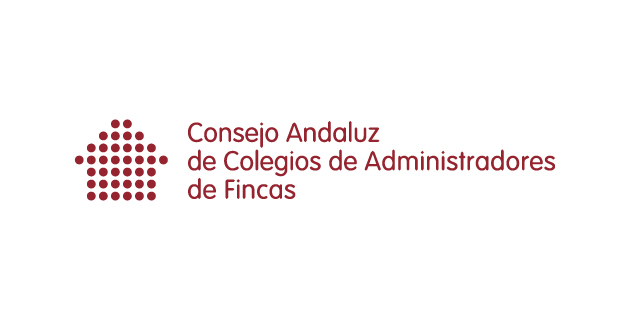 Consejo Andaluz
de Colegios de Administradores
de Fincas